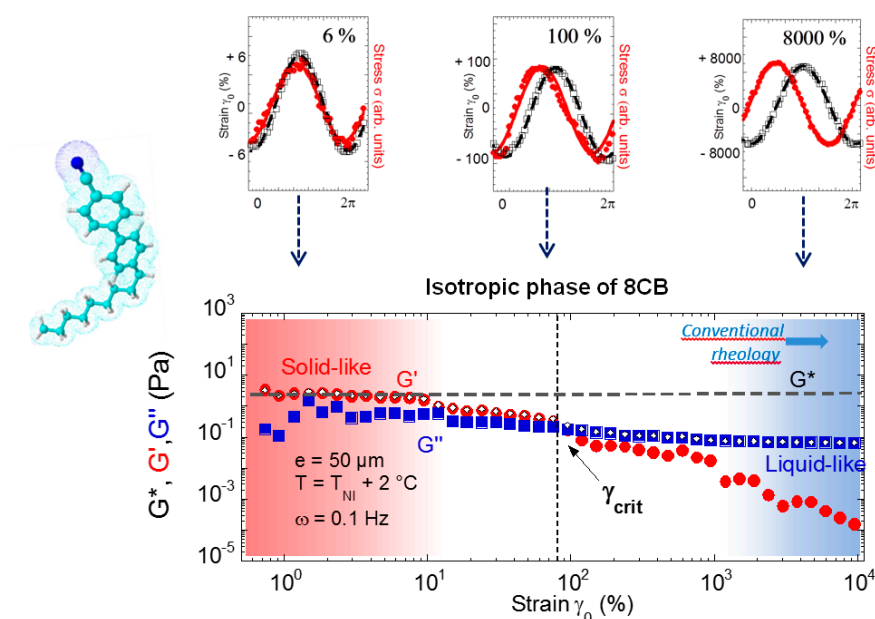 6 %
+ 6
0
- 6
Strain γ0 (%)
Stress σ (arb. units)
0
2π
100 %
+ 100
0
- 100
Strain γ0 (%)
Stress σ (arb. units)
0
2π
8000 %
+ 8000
0
- 8000
Strain γ0 (%)
Stress σ (arb. units)
0
2π
Isotropic phase of 8CB
G*, G', G'' (Pa)
10^3
10^1
10^-1
10^-3
10^-5
Solid-like
G'
G''
Conventional
rheology
G*
Liquid-like
e = 50 µm
T = T_NI + 2 °C
ω = 0.1 Hz
γcrit
10^0
10^1
10^2
10^3
10^4
Strain γ0 (%)